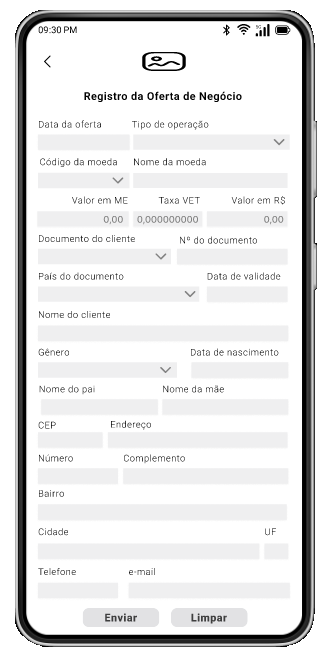 09:30 PM
5G
Registro da Oferta de Negócio
Data da oferta Tipo de operação
Código da moeda Nome da moeda
Valor em ME Taxa VET Valor em R$
0,00 0,000000000 0,00
Documento do cliente Nº do documento
País do documento Data de validade
Nome do cliente
Gênero Data de nascimento
Nome do pai Nome da mãe
CEP Endereço
Número Complemento
Bairro
Cidade UF
Telefone e-mail
Enviar Limpar